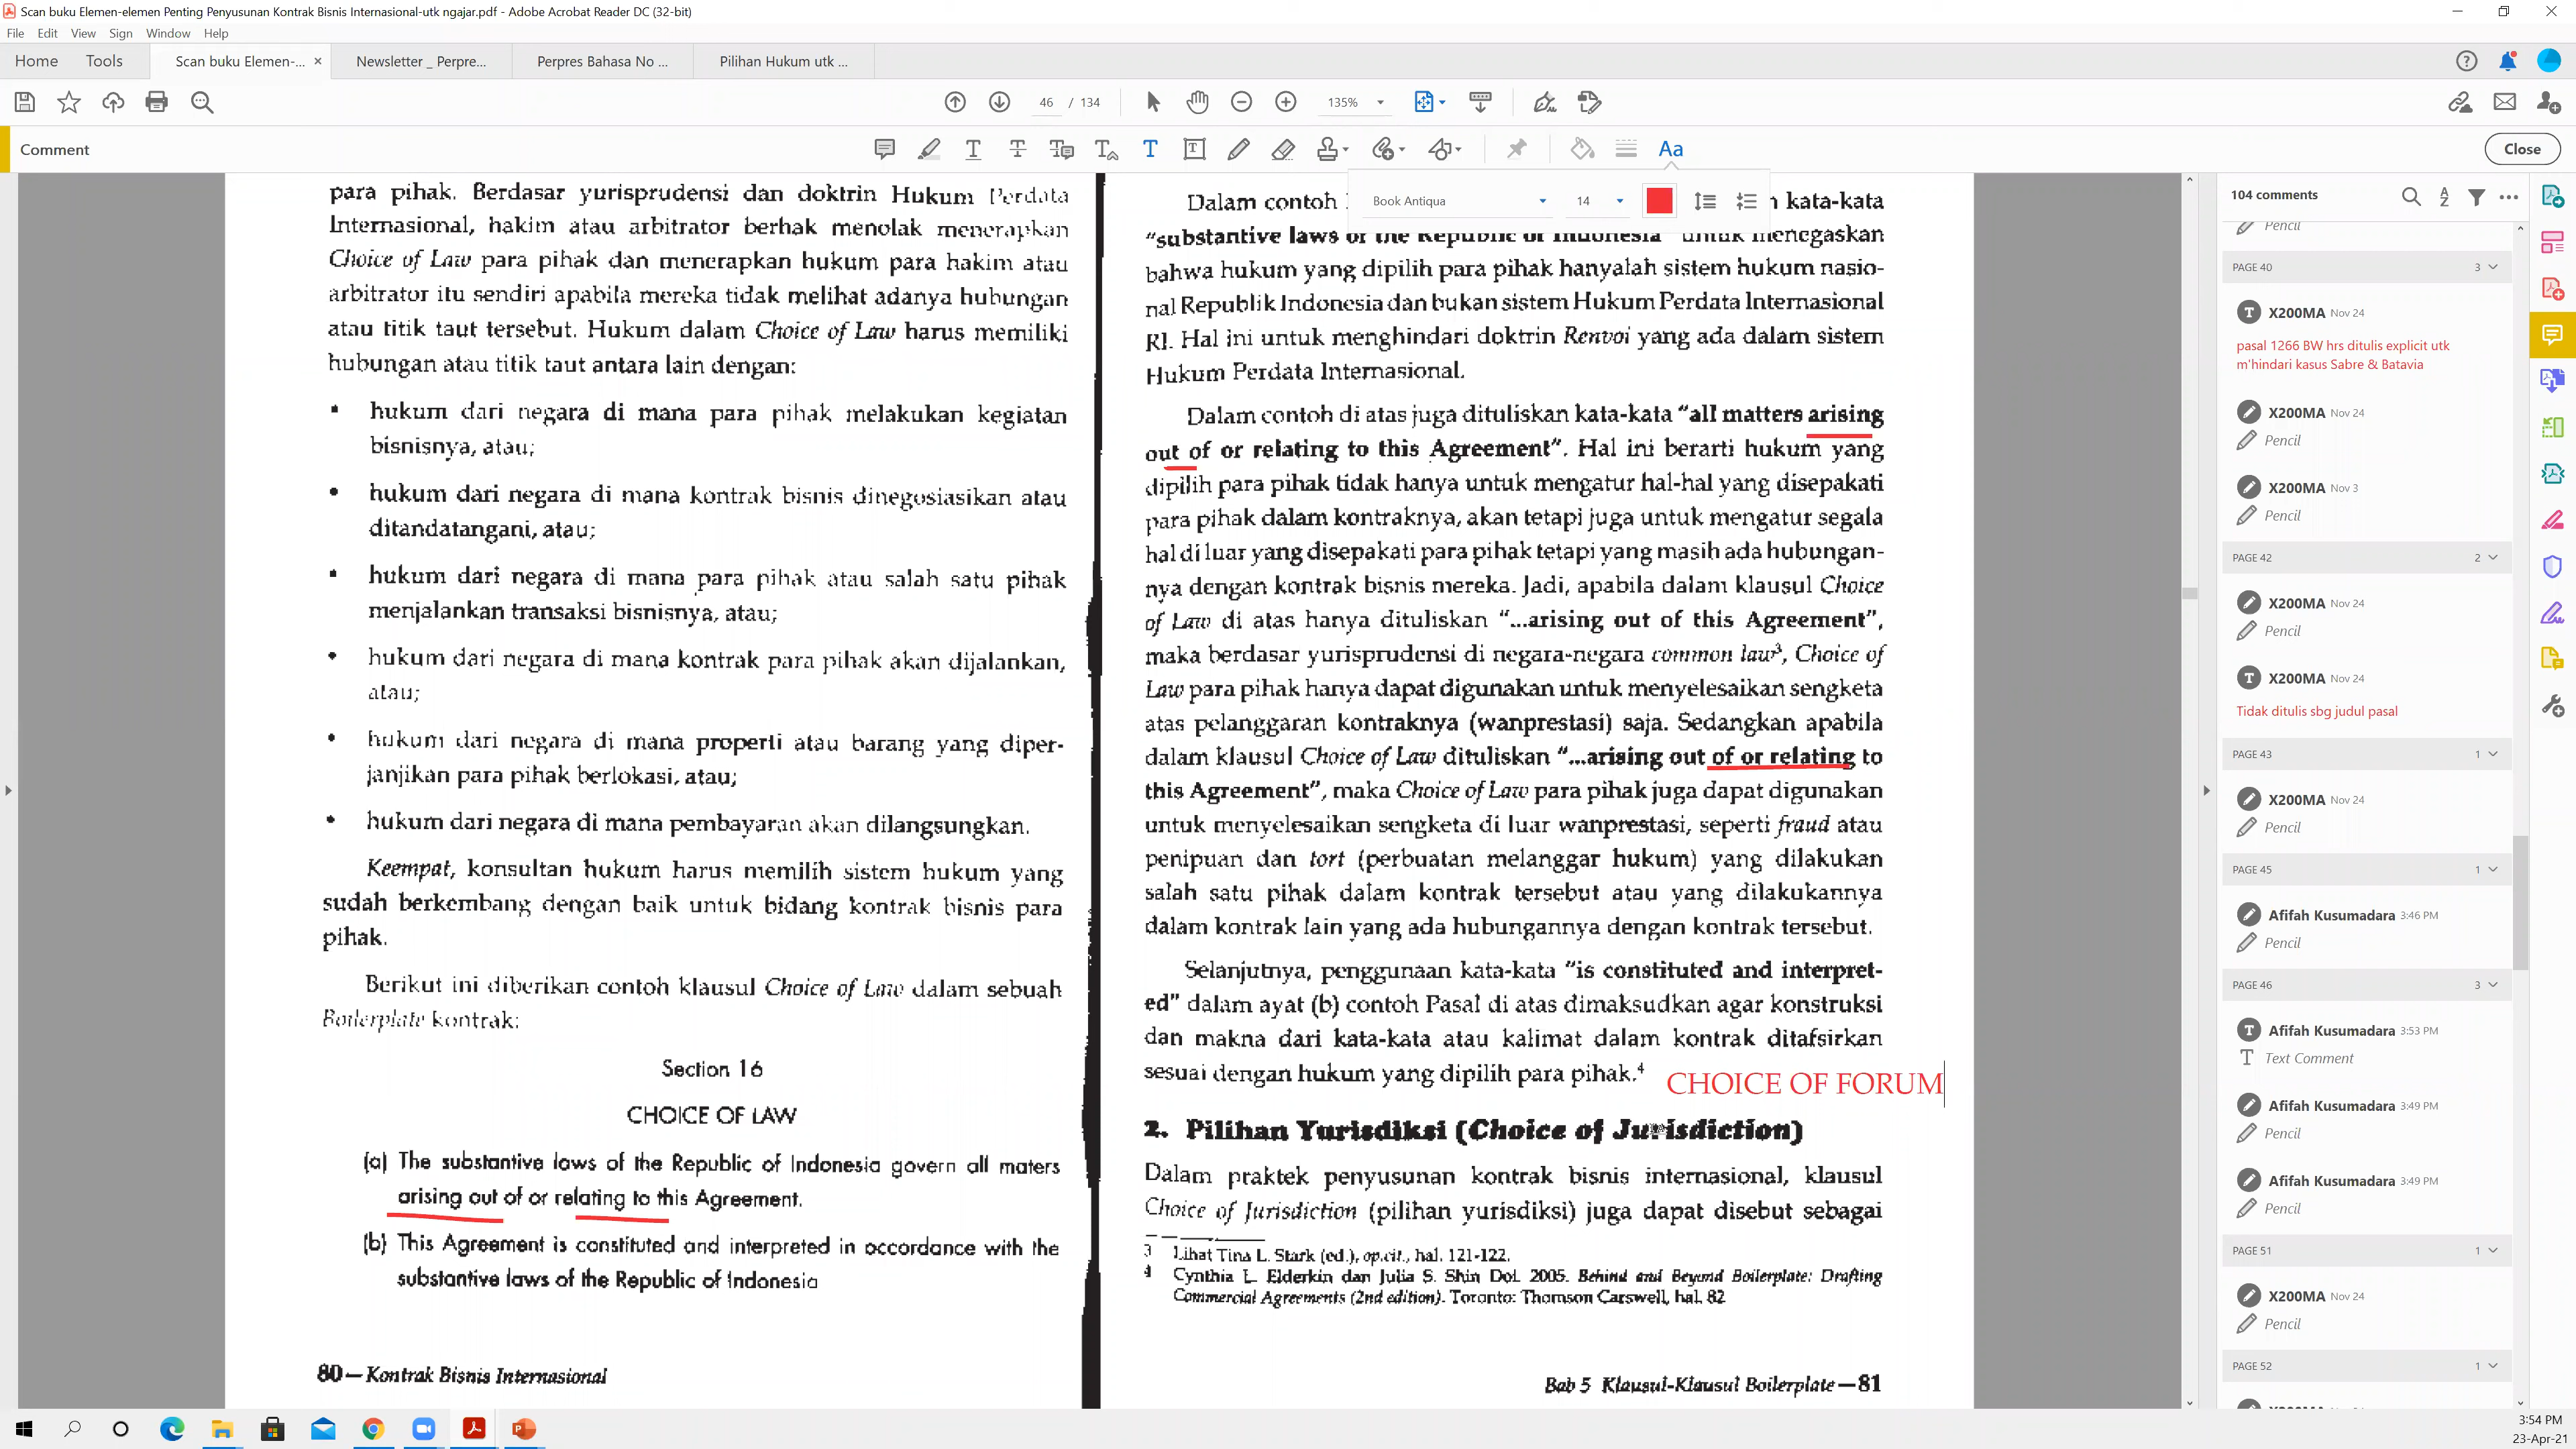 Scan buku Elemen-elemen Penting Penyusunan Kontrak Bisnis Internasional-utk ngajar.pdf - Adobe Acrobat Reader DC (32-bit)
File Edit View Sign Window Help
Home Tools Scan buku Elemen-... × Newsletter _ Perpre... Perpres Bahasa No ... Pilihan Hukum utk ...
46 / 134 135%
Comment Aa Close
Book Antiqua 14
para pihak. Berdasar yurisprudensi dan doktrin Hukum Perdata
Internasional, hakim atau arbitrator berhak menolak menerapkan
Choice of Law para pihak dan menerapkan hukum para hakim atau
arbitrator itu sendiri apabila mereka tidak melihat adanya hubungan
atau titik taut tersebut. Hukum dalam Choice of Law harus memiliki
hubungan atau titik taut antara lain dengan:
• hukum dari negara di mana para pihak melakukan kegiatan
bisnisnya, atau;
• hukum dari negara di mana kontrak bisnis dinegosiasikan atau
ditandatangani, atau;
• hukum dari negara di mana para pihak atau salah satu pihak
menjalankan transaksi bisnisnya, atau;
• hukum dari negara di mana kontrak para pihak akan dijalankan,
atau;
• hukum dari negara di mana properti atau barang yang diper-
janjikan para pihak berlokasi, atau;
• hukum dari negara di mana pembayaran akan dilangsungkan.
Keempat, konsultan hukum harus memilih sistem hukum yang
sudah berkembang dengan baik untuk bidang kontrak bisnis para
pihak.
Berikut ini diberikan contoh klausul Choice of Law dalam sebuah
Boilerplate kontrak:
Section 16
CHOICE OF LAW
(a) The substantive laws of the Republic of Indonesia govern all maters
arising out of or relating to this Agreement.
(b) This Agreement is constituted and interpreted in accordance with the
substantive laws of the Republic of Indonesia
80—Kontrak Bisnis Internasional
Dalam contoh kata-kata
"substantive laws of the Republic of Indonesia" untuk menegaskan
bahwa hukum yang dipilih para pihak hanyalah sistem hukum nasio-
nal Republik Indonesia dan bukan sistem Hukum Perdata Internasional
RI. Hal ini untuk menghindari doktrin Renvoi yang ada dalam sistem
Hukum Perdata Internasional.
Dalam contoh di atas juga dituliskan kata-kata "all matters arising
out of or relating to this Agreement". Hal ini berarti hukum yang
dipilih para pihak tidak hanya untuk mengatur hal-hal yang disepakati
para pihak dalam kontraknya, akan tetapi juga untuk mengatur segala
hal di luar yang disepakati para pihak tetapi yang masih ada hubungan-
nya dengan kontrak bisnis mereka. Jadi, apabila dalam klausul Choice
of Law di atas hanya dituliskan "...arising out of this Agreement",
maka berdasar yurisprudensi di negara-negara common law³, Choice of
Law para pihak hanya dapat digunakan untuk menyelesaikan sengketa
atas pelanggaran kontraknya (wanprestasi) saja. Sedangkan apabila
dalam klausul Choice of Law dituliskan "...arising out of or relating to
this Agreement", maka Choice of Law para pihak juga dapat digunakan
untuk menyelesaikan sengketa di luar wanprestasi, seperti fraud atau
penipuan dan tort (perbuatan melanggar hukum) yang dilakukan
salah satu pihak dalam kontrak tersebut atau yang dilakukannya
dalam kontrak lain yang ada hubungannya dengan kontrak tersebut.
Selanjutnya, penggunaan kata-kata "is constituted and interpret-
ed" dalam ayat (b) contoh Pasal di atas dimaksudkan agar konstruksi
dan makna dari kata-kata atau kalimat dalam kontrak ditafsirkan
sesuai dengan hukum yang dipilih para pihak.⁴
CHOICE OF FORUM
2. Pilihan Yurisdiksi (Choice of Jurisdiction)
Dalam praktek penyusunan kontrak bisnis internasional, klausul
Choice of Jurisdiction (pilihan yurisdiksi) juga dapat disebut sebagai
3 Lihat Tina L. Stark (ed.), op.cit., hal. 121-122.
4 Cynthia L. Elderkin dan Julia S. Shin Doi. 2005. Behind and Beyond Boilerplate: Drafting
Commercial Agreements (2nd edition). Toronto: Thomson Carswell, hal. 82
Bab 5 Klausul-Klausul Boilerplate—81
104 comments
Pencil
PAGE 40 3
X200MA Nov 24
pasal 1266 BW hrs ditulis explicit utk
m'hindari kasus Sabre & Batavia
X200MA Nov 24
Pencil
X200MA Nov 3
Pencil
PAGE 42 2
X200MA Nov 24
Pencil
X200MA Nov 24
Tidak ditulis sbg judul pasal
PAGE 43 1
X200MA Nov 24
Pencil
PAGE 45 1
Afifah Kusumadara 3:46 PM
Pencil
PAGE 46 3
Afifah Kusumadara 3:53 PM
Text Comment
Afifah Kusumadara 3:49 PM
Pencil
Afifah Kusumadara 3:49 PM
Pencil
PAGE 51 1
X200MA Nov 24
Pencil
PAGE 52 1
3:54 PM
23-Apr-21